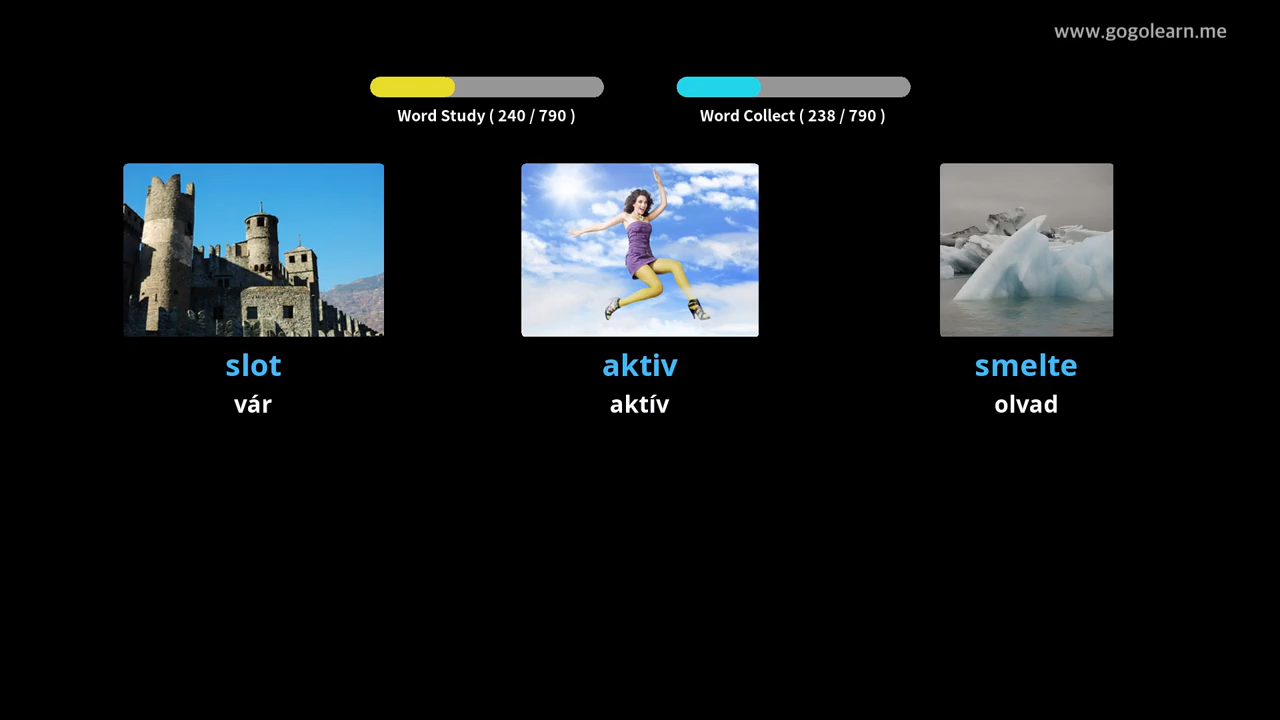 www.gogolearn.me
Word Study ( 240 / 790 )
Word Collect ( 238 / 790 )
slot
aktiv
smelte
vár
aktív
olvad